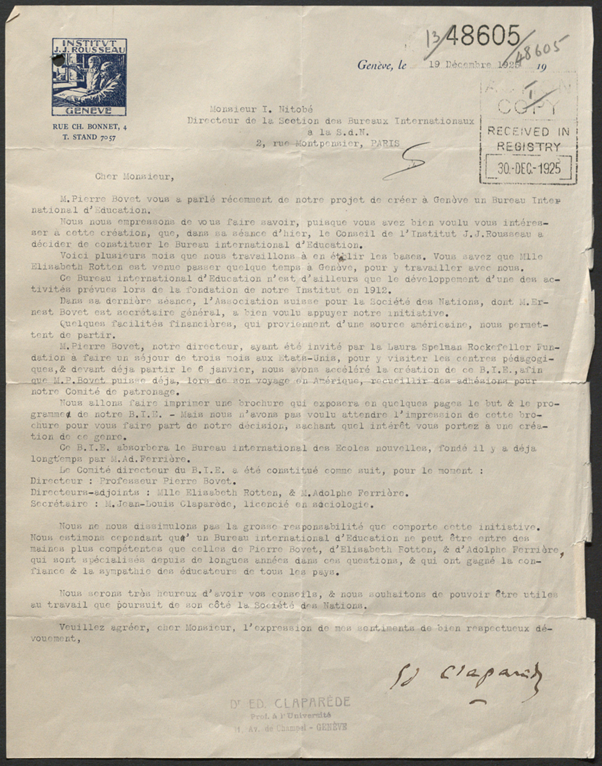 INSTITVT
J.J. ROUSSEAU
GENEVE
RUE CH. BONNET, 4
T. STAND 7057
13/48605
48605
Genève, le 19 Décembre 1925 19
COPY
RECEIVED IN
REGISTRY
30.DEC.1925
Monsieur I. Nitobé
Directeur de la Section des Bureaux Internationaux
a la S.d.N.
2, rue Montpensier, PARIS
Cher Monsieur,
M.Pierre Bovet vous a parlé récemment de notre projet de créer à Genève un Bureau Inter
national d'Education.
Nous nous empressons de vous faire savoir, puisque vous avez bien voulu vous intéres-
ser à cette création, que, dans sa séance d'hier, le Conseil de l'Institut J.J.Rousseau a
décider de constituer le Bureau international d'Education.
Voici plusieurs mois que nous travaillons à en établir les bases. Vous savez que Mlle
Elisabeth Rotten est venue passer quelque temps à Genève, pour y travailler avec nous.
Ce Bureau international d'Education n'est d'ailleurs que le développement d'une des ac-
tivités prévues lors de la fondation de notre Institut en 1912.
Dans sa dernière séance, l'Association suisse pour la Société des Nations, dont M.Er-
nest Bovet est secrétaire général, a bien voulu appuyer notre initiative.
Quelques facilités financières, qui proviennent d'une source américaine, nous permet-
tent de partir.
M.Pierre Bovet, notre directeur, ayant été invité par la Laura Spelman Rockefeller Fun-
dation à faire un séjour de trois mois aux Etats-Unis, pour y visiter les centres pédagogi-
ques,& devant déja partir le 6 janvier, nous avons accéléré la création de ce B.I.E.,afin
que M.P.Bovet puisse déja, lors de son voyage en Amérique, recueillir des adhésions pour
notre Comité de patronage.
Nous allons faire imprimer une brochure qui exposera en quelques pages le but & le pro-
gramme de notre B.I.E. - Mais nous n'avons pas voulu attendre l'impression de cette bro-
chure pour vous faire part de notre décision, sachant quel intérêt vous portez à une créa-
tion de ce genre.
Ce B.I.E. absorbera le Bureau international des Ecoles nouvelles, fondé il y a déjà
longtemps par M.Ad.Ferrière.
Le Comité directeur du B.I.E. a été constitué comme suit, pour le moment :
Directeur : Professeur Pierre Bovet.
Directeurs-adjoints : Mlle Elisabeth Rotten, & M.Adolphe Ferrière.
Secrétaire : M.Jean-Louis Claparède, licencié en sociologie.
Nous ne nous dissimulons pas la grosse responsabilité que comporte cette initiative.
Nous estimons cependant qu' un Bureau international d'Education ne peut être entre des
mains plus compétentes que celles de Pierre Bovet, d'Elisabeth Rotten, & d'Adolphe Ferrière,
qui sont spécialisés depuis de longues années dans ces questions, & qui ont gagné la con-
fiance & la sympathie des éducateurs de tous les pays.
Nous serons très heureux d'avoir vos conseils, & nous souhaitons de pouvoir être utiles
au travail que poursuit de son côté la Société des Nations.
Veuillez agréer, cher Monsieur, l'expression de mes sentiments de bien respectueux dé-
vouement,
Ed Claparède
Dr ED. CLAPARÈDE
Prof. à l'Université
11, Av. de Champel - GENÈVE